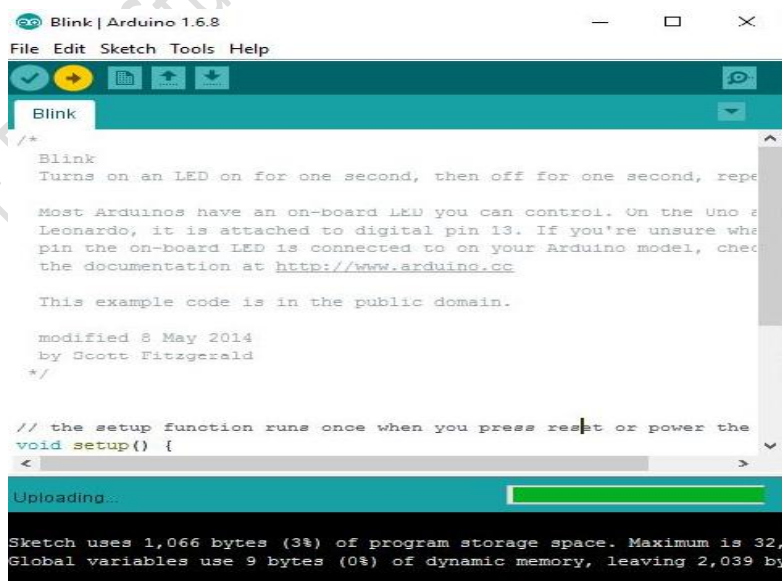 Blink | Arduino 1.6.8
File Edit Sketch Tools Help
Blink
/*
Blink
Turns on an LED on for one second, then off for one second, repe
Most Arduinos have an on-board LED you can control. On the Uno a
Leonardo, it is attached to digital pin 13. If you're unsure wha
pin the on-board LED is connected to on your Arduino model, chec
the documentation at http://www.arduino.cc
This example code is in the public domain.
modified 8 May 2014
by Scott Fitzgerald
*/
// the setup function runs once when you press reset or power the
void setup() {
Uploading...
Sketch uses 1,066 bytes (3%) of program storage space. Maximum is 32,
Global variables use 9 bytes (0%) of dynamic memory, leaving 2,039 b